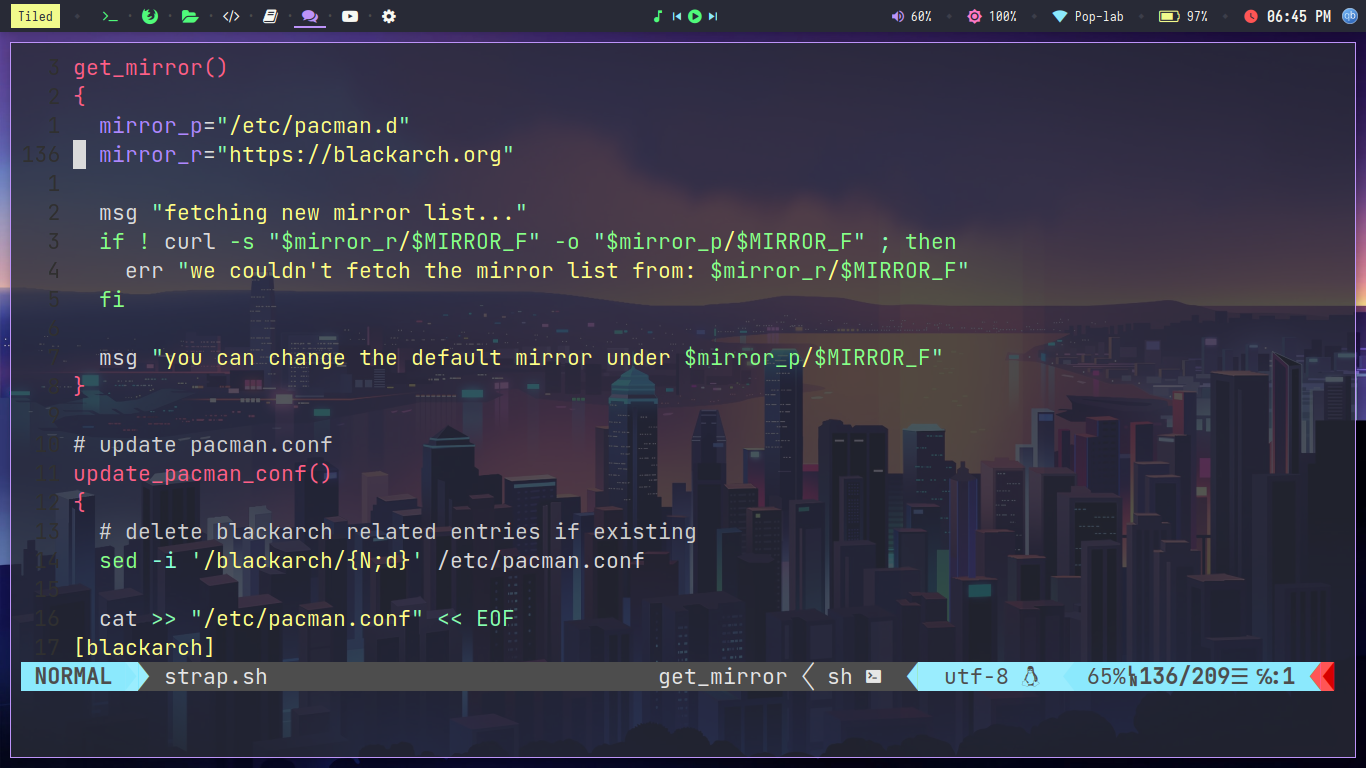 Tiled >_ </> 60% 100% Pop-lab 97% 06:45 PM qb
3 get_mirror()
2 {
1   mirror_p="/etc/pacman.d"
136   mirror_r="https://blackarch.org"
1
2   msg "fetching new mirror list..."
3   if ! curl -s "$mirror_r/$MIRROR_F" -o "$mirror_p/$MIRROR_F" ; then
4     err "we couldn't fetch the mirror list from: $mirror_r/$MIRROR_F"
5   fi
6
7   msg "you can change the default mirror under $mirror_p/$MIRROR_F"
8 }
9
10 # update pacman.conf
11 update_pacman_conf()
12 {
13   # delete blackarch related entries if existing
14   sed -i '/blackarch/{N;d}' /etc/pacman.conf
15
16   cat >> "/etc/pacman.conf" << EOF
17 [blackarch]
NORMAL strap.sh get_mirror sh utf-8 65% 136/209☰ ℅:1